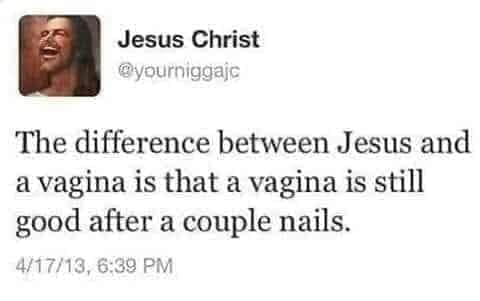 Jesus Christ
@yourniggajc
The difference between Jesus and
a vagina is that a vagina is still
good after a couple nails.
4/17/13, 6:39 PM